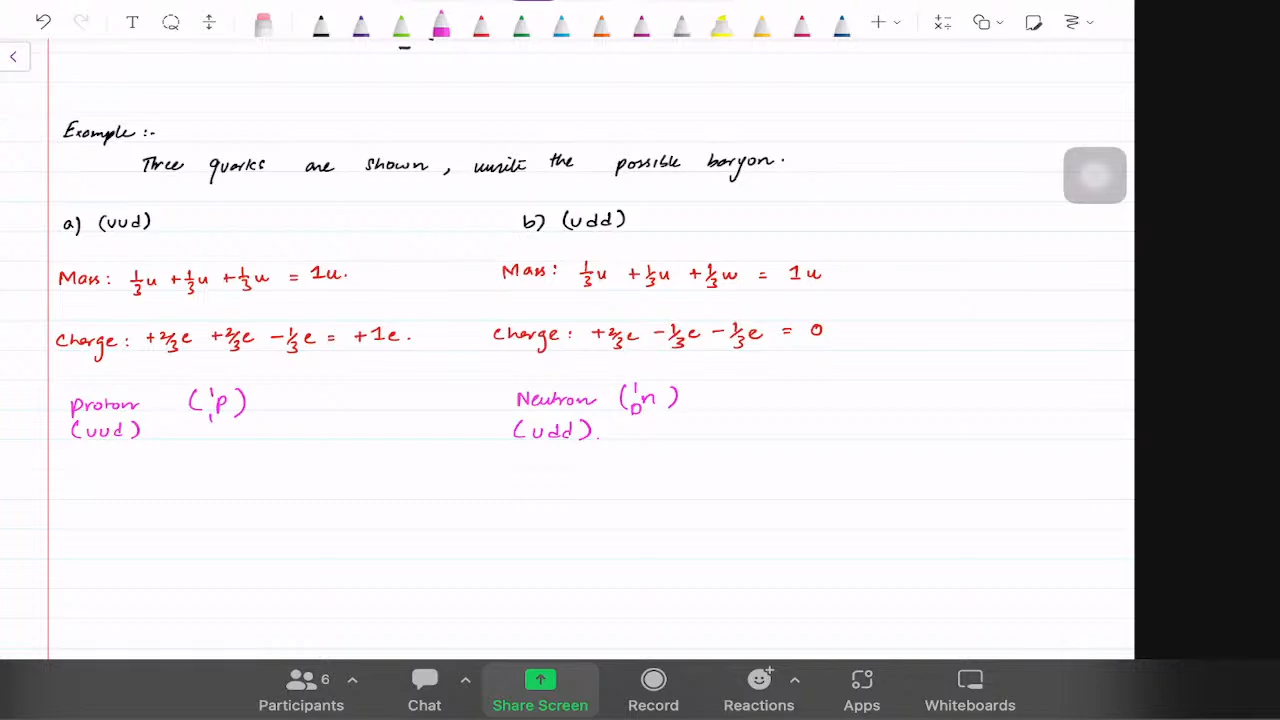 T
Example :-
Three quarks are shown, write the possible baryon.
a) (uud)
b) (udd)
Mass: 1/3u + 1/3u + 1/3u = 1u.
Mass: 1/3u + 1/3u + 1/3u = 1u
Charge: +2/3e +2/3e -1/3e = +1e.
Charge: +2/3e -1/3e -1/3e = 0
Proton (¹₁p)
(uud)
Neutron (¹₀n)
(udd).
6
Participants
Chat
Share Screen
Record
Reactions
Apps
Whiteboards